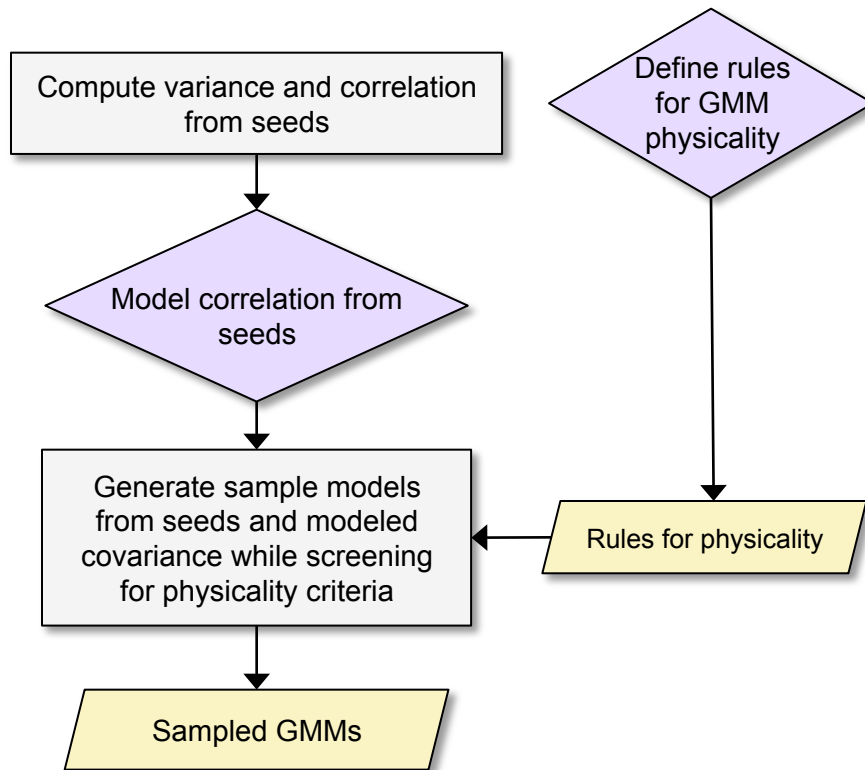 Compute variance and correlation
from seeds
Define rules
for GMM
physicality
Model correlation from
seeds
Generate sample models
from seeds and modeled
covariance while screening
for physicality criteria
Rules for physicality
Sampled GMMs